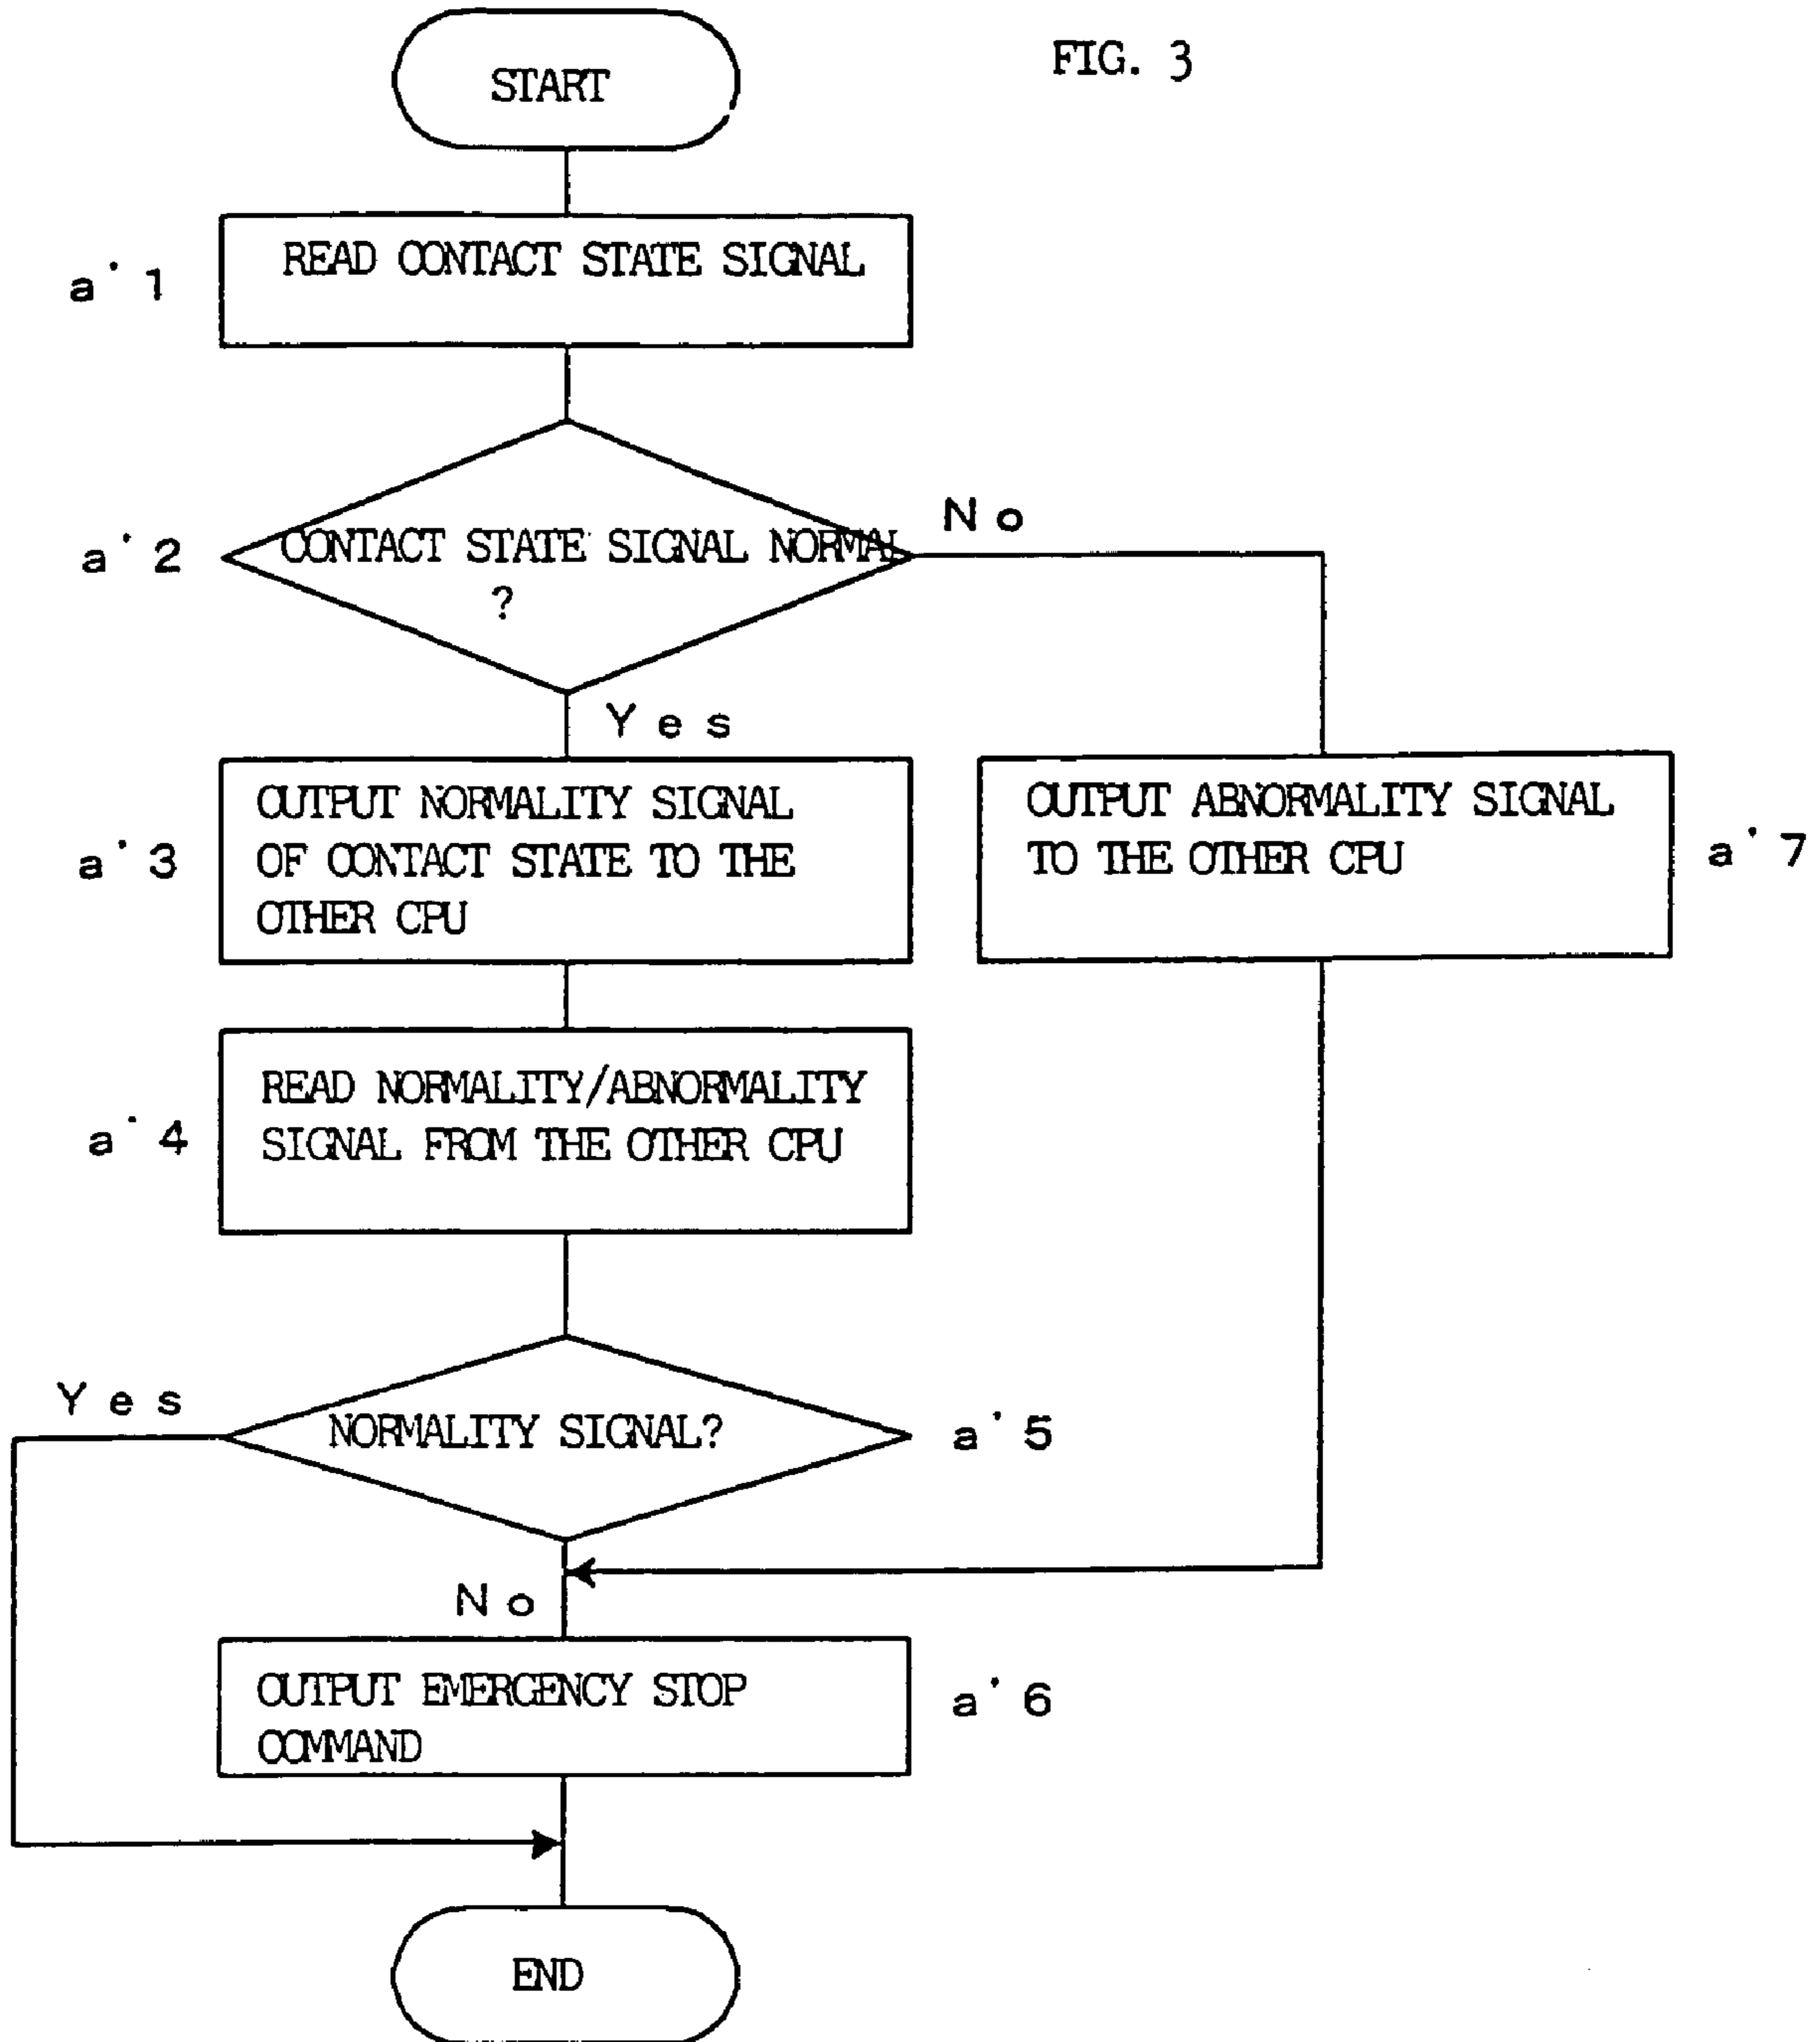 FIG. 3
START
a'1
READ CONTACT STATE SIGNAL
a'2
CONTACT STATE SIGNAL NORMAL
?
No
Yes
a'3
OUTPUT NORMALITY SIGNAL
OF CONTACT STATE TO THE
OTHER CPU
OUTPUT ABNORMALITY SIGNAL
TO THE OTHER CPU
a'7
a'4
READ NORMALITY/ABNORMALITY
SIGNAL FROM THE OTHER CPU
Yes
NORMALITY SIGNAL?
a'5
No
OUTPUT EMERGENCY STOP
COMMAND
a'6
END